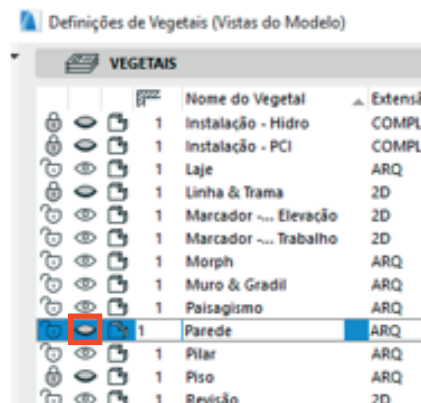 Definições de Vegetais (Vistas do Modelo)
VEGETAIS
Nome do Vegetal Extensã
1 Instalação - Hidro COMPL
1 Instalação - PCI COMPL
1 Laje ARQ
1 Linha & Trama 2D
1 Marcador -... Elevação 2D
1 Marcador -... Trabalho 2D
1 Morph ARQ
1 Muro & Gradil ARQ
1 Paisagismo ARQ
1 Parede ARQ
1 Pilar ARQ
1 Piso ARQ
1 Revisão 2D